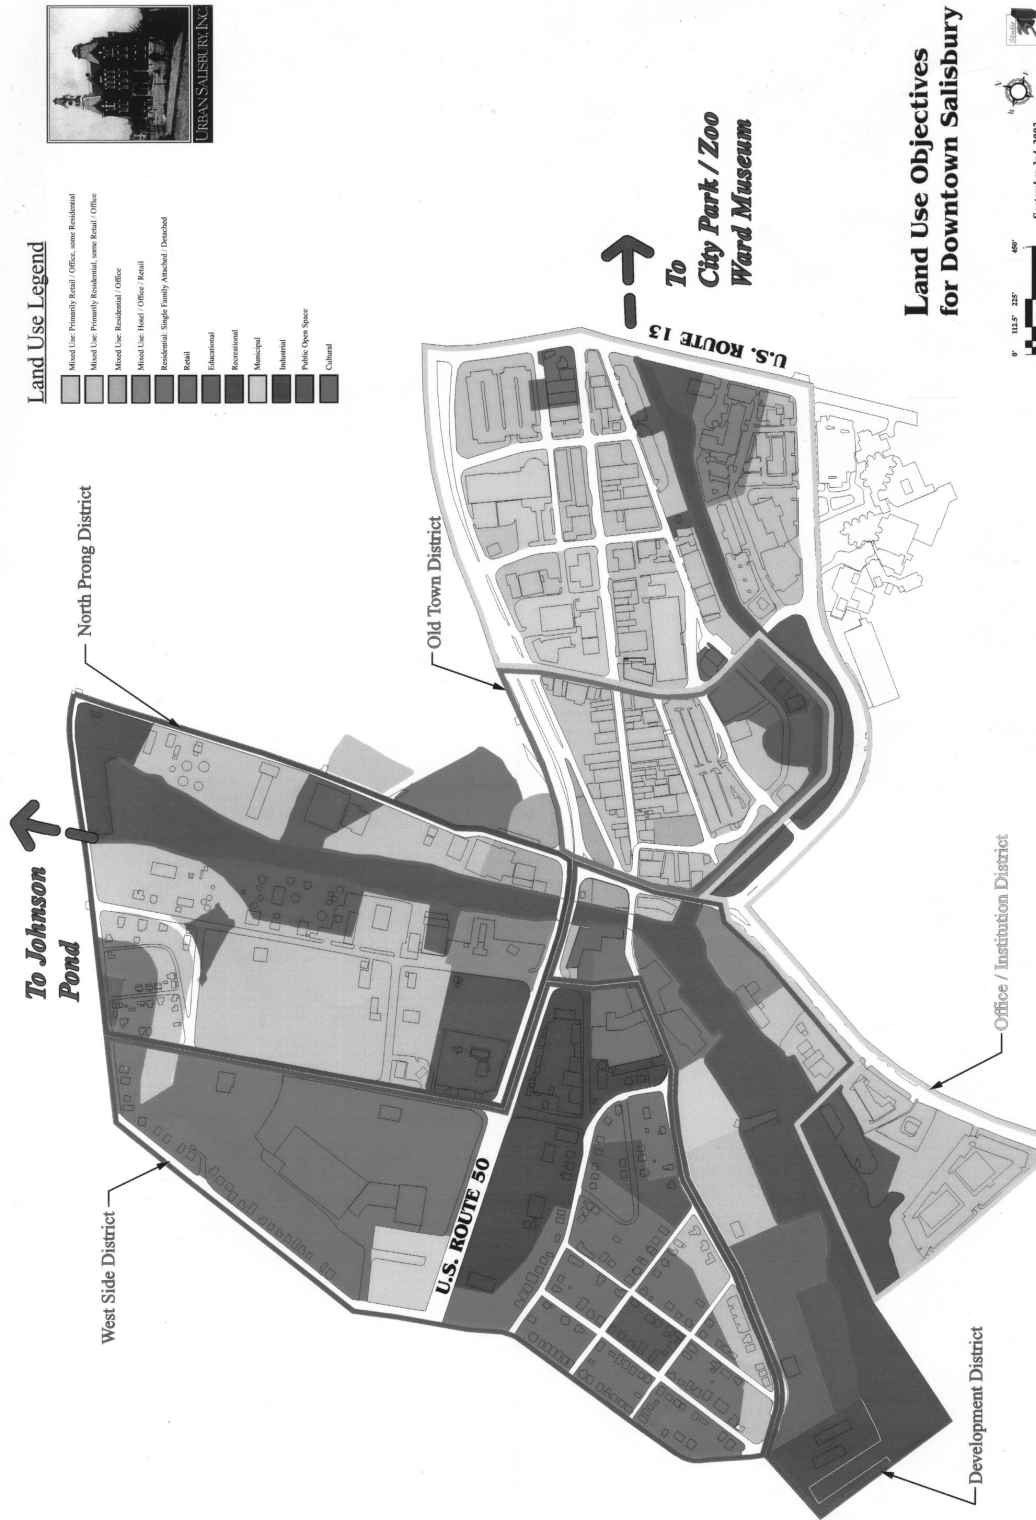 URBAN SALISBURY, INC.
Land Use Legend
Mixed Use: Primarily Retail / Office, some Residential
Mixed Use: Primarily Residential, some Retail / Office
Mixed Use: Residential / Office
Mixed Use: Hotel / Office / Retail
Residential: Single Family Attached / Detached
Retail
Educational
Recreational
Municipal
Industrial
Public Open Space
Cultural
North Prong District
To Johnson
Pond
West Side District
U.S. ROUTE 50
Old Town District
U.S. ROUTE 13
To
City Park / Zoo
Ward Museum
Office / Institution District
Development District
Land Use Objectives
for Downtown Salisbury
0' 112.5' 225' 450'
Studio